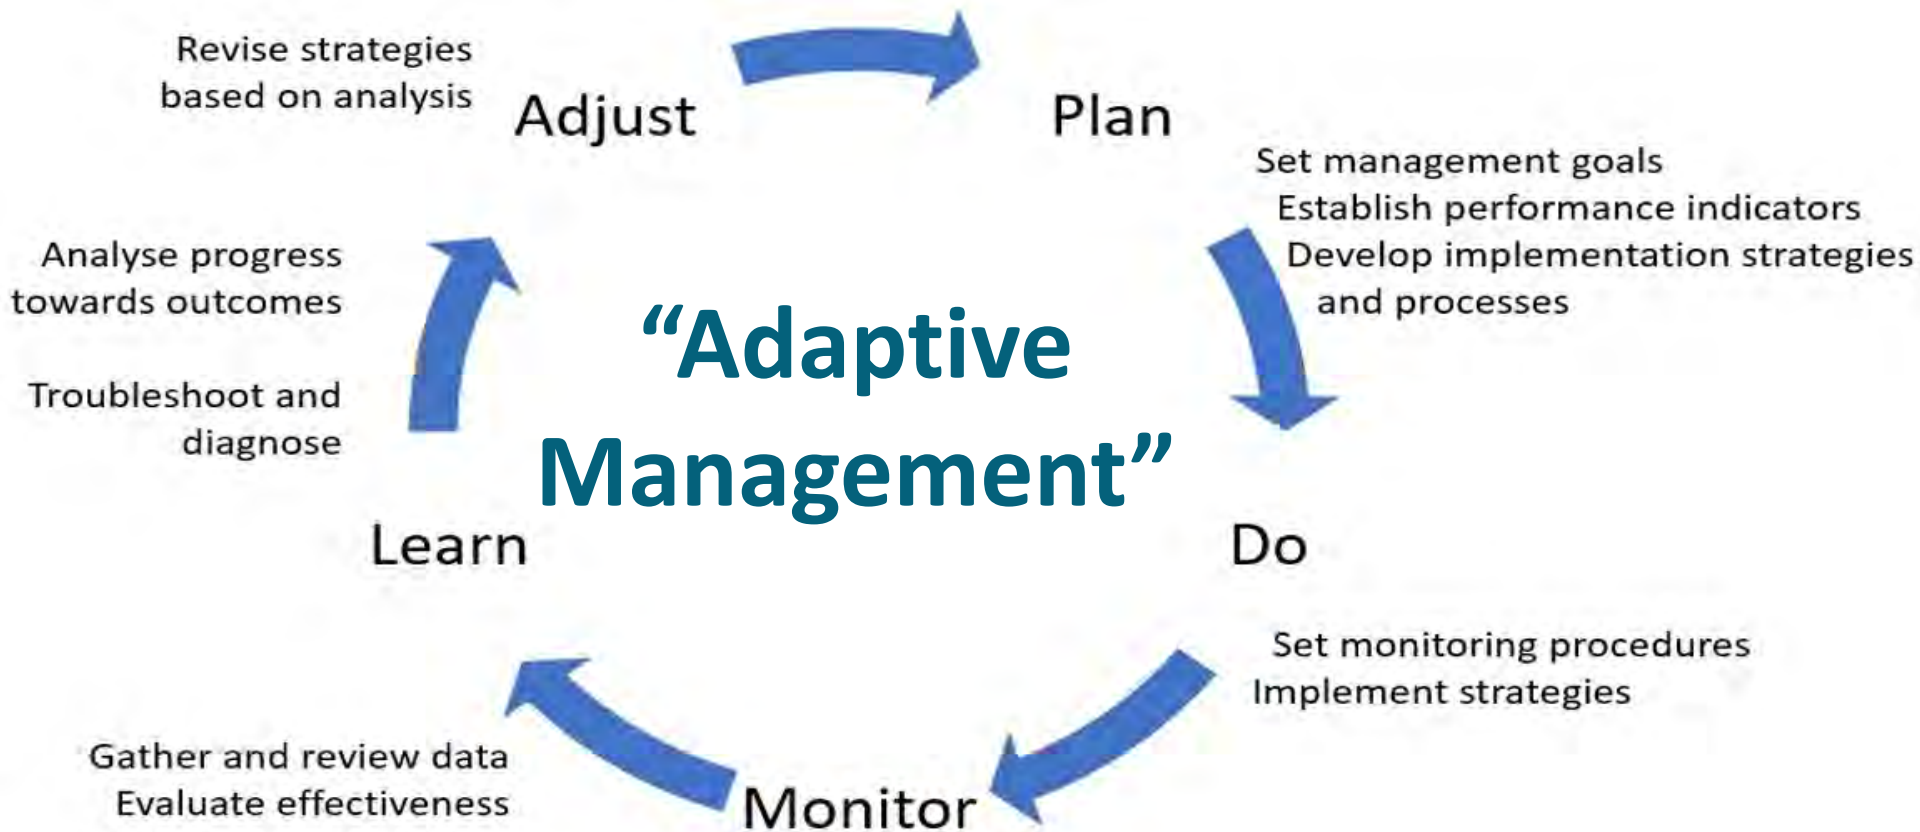 Revise strategies
based on analysis
Adjust
Plan
Set management goals
Establish performance indicators
Develop implementation strategies
and processes
Analyse progress
towards outcomes
Troubleshoot and
diagnose
“Adaptive
Management”
Learn
Do
Set monitoring procedures
Implement strategies
Gather and review data
Evaluate effectiveness
Monitor